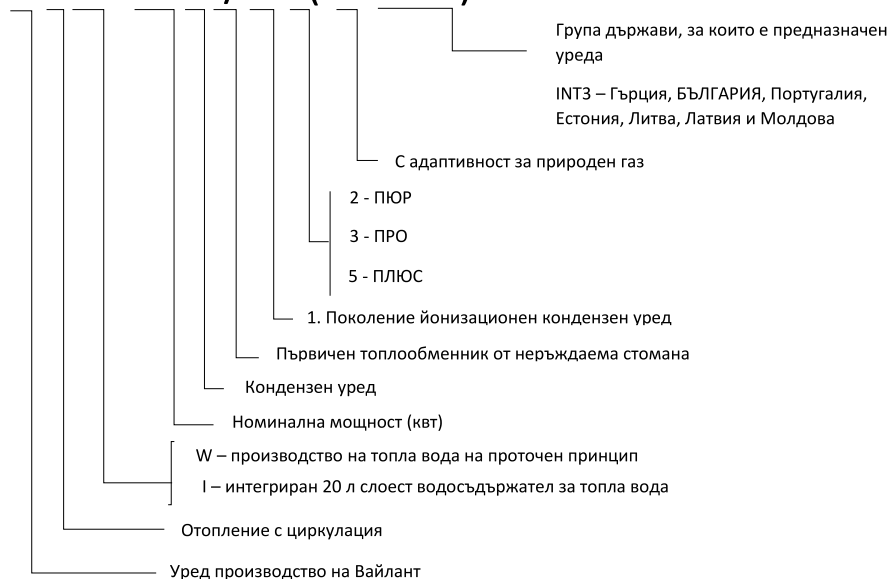 Група държави, за които е предназначен
уреда
INT3 – Гърция, БЪЛГАРИЯ, Португалия,
Естония, Литва, Латвия и Молдова
С адаптивност за природен газ
2 - ПЮР
3 - ПРО
5 - ПЛЮС
1. Поколение йонизационен кондензен уред
Първичен топлообменник от неръждаема стомана
Кондензен уред
Номинална мощност (квт)
W – производство на топла вода на проточен принцип
I – интегриран 20 л слоест водосъдържател за топла вода
Отопление с циркулация
Уред производство на Вайлант